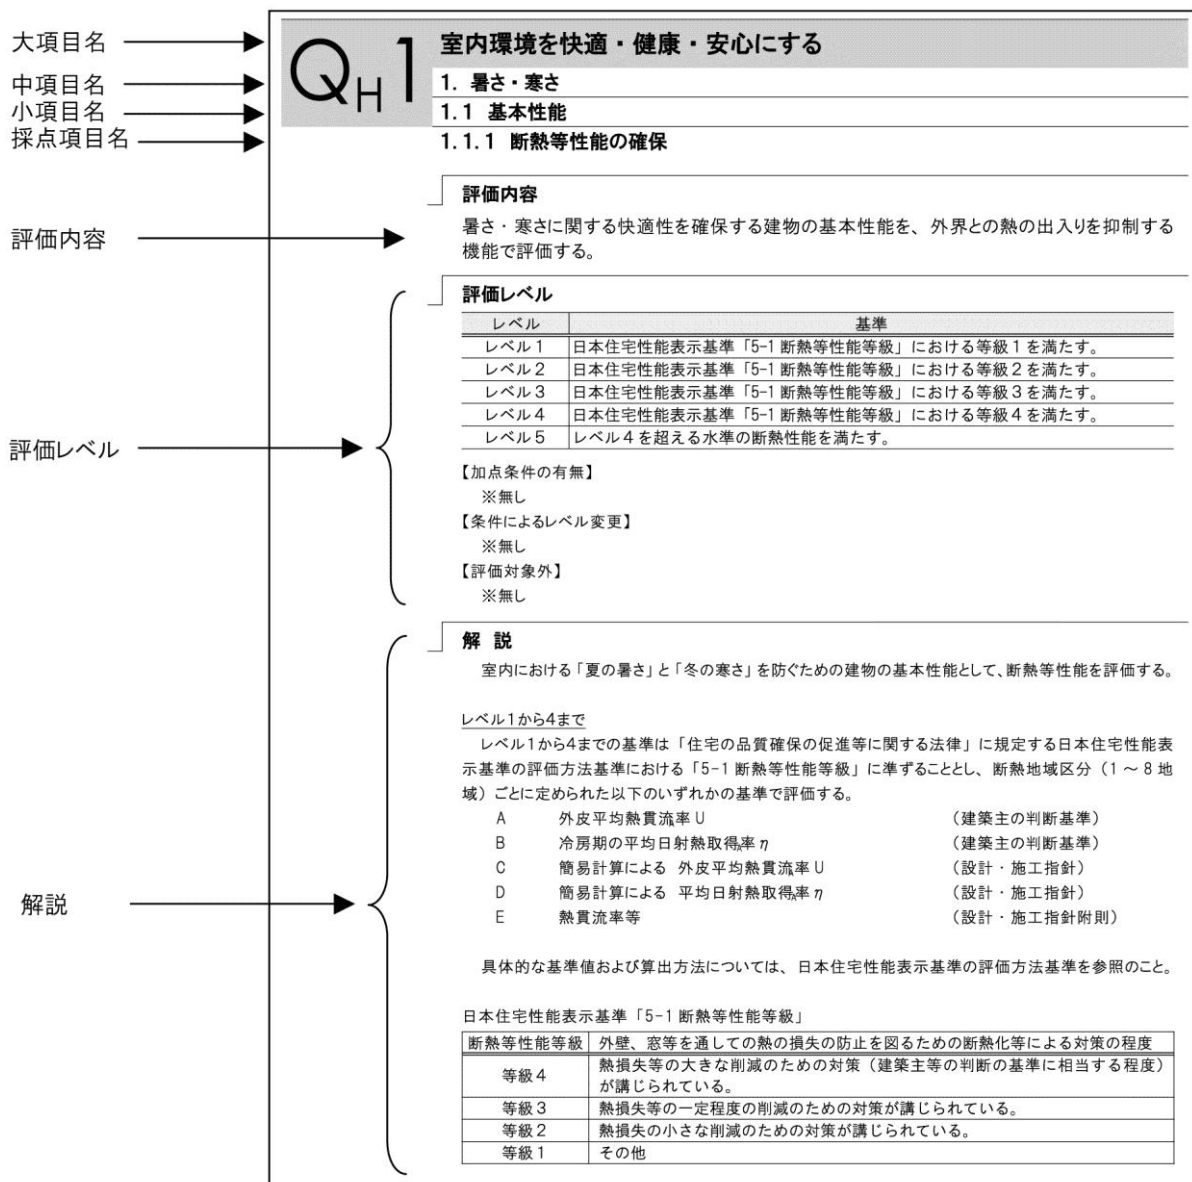 大項目名
中項目名
小項目名
採点項目名
QH1
室内環境を快適・健康・安心にする
1. 暑さ・寒さ
1.1 基本性能
1.1.1 断熱等性能の確保
評価内容
評価内容
暑さ・寒さに関する快適性を確保する建物の基本性能を、外界との熱の出入りを抑制する
機能で評価する。
評価レベル
評価レベル
レベル 基準
レベル1 日本住宅性能表示基準「5-1断熱等性能等級」における等級1を満たす。
レベル2 日本住宅性能表示基準「5-1断熱等性能等級」における等級2を満たす。
レベル3 日本住宅性能表示基準「5-1断熱等性能等級」における等級3を満たす。
レベル4 日本住宅性能表示基準「5-1断熱等性能等級」における等級4を満たす。
レベル5 レベル4を超える水準の断熱性能を満たす。
【加点条件の有無】
※無し
【条件によるレベル変更】
※無し
【評価対象外】
※無し
解説
解 説
室内における「夏の暑さ」と「冬の寒さ」を防ぐための建物の基本性能として、断熱等性能を評価する。
レベル1から4まで
レベル1から4までの基準は「住宅の品質確保の促進等に関する法律」に規定する日本住宅性能表
示基準の評価方法基準における「5-1断熱等性能等級」に準ずることとし、断熱地域区分（1～8地
域）ごとに定められた以下のいずれかの基準で評価する。
A 外皮平均熱貫流率UA （建築主の判断基準）
B 冷房期の平均日射熱取得率ηA （建築主の判断基準）
C 簡易計算による 外皮平均熱貫流率UA （設計・施工指針）
D 簡易計算による 平均日射熱取得率ηA （設計・施工指針）
E 熱貫流率等 （設計・施工指針附則）
具体的な基準値および算出方法については、日本住宅性能表示基準の評価方法基準を参照のこと。
日本住宅性能表示基準「5-1断熱等性能等級」
断熱等性能等級 外壁、窓等を通しての熱の損失の防止を図るための断熱化等による対策の程度
等級4 熱損失等の大きな削減のための対策（建築主等の判断の基準に相当する程度）
が講じられている。
等級3 熱損失等の一定程度の削減のための対策が講じられている。
等級2 熱損失の小さな削減のための対策が講じられている。
等級1 その他